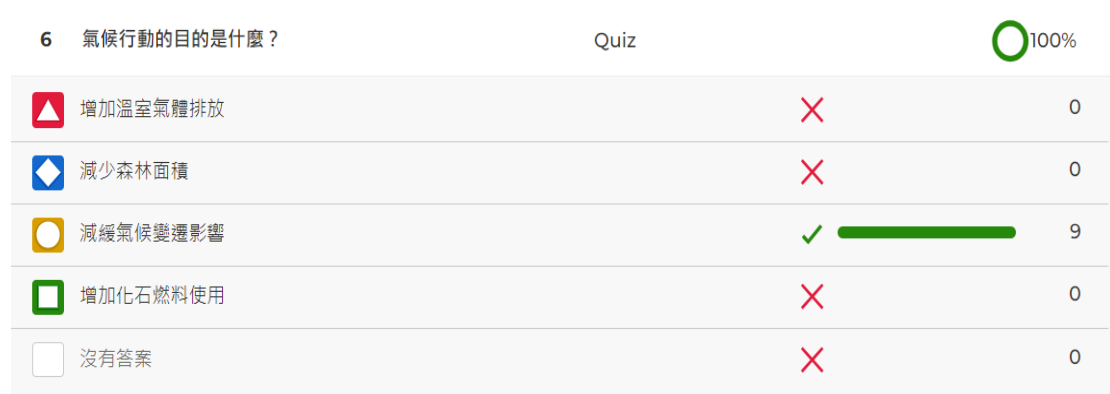 6 氣候行動的目的是什麼? Quiz 100%
增加溫室氣體排放 0
減少森林面積 0
減緩氣候變遷影響 9
增加化石燃料使用 0
沒有答案 0